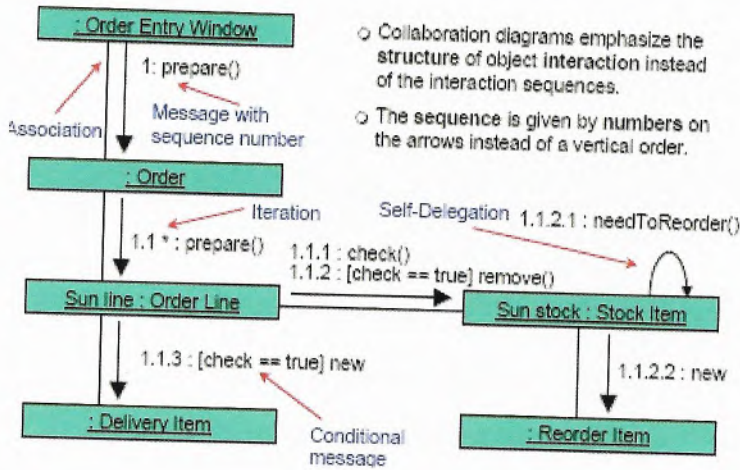 : Order Entry Window
1: prepare()
Association
Message with
sequence number
○ Collaboration diagrams emphasize the
structure of object interaction instead
of the interaction sequences.
○ The sequence is given by numbers on
the arrows instead of a vertical order.
: Order
Iteration
1.1 * : prepare()
Self-Delegation
1.1.2.1 : needToReorder()
1.1.1 : check()
1.1.2 : [check == true] remove()
Sun line : Order Line
Sun stock : Stock Item
1.1.3 : [check == true] new
1.1.2.2 : new
: Delivery Item
Conditional
message
: Reorder Item